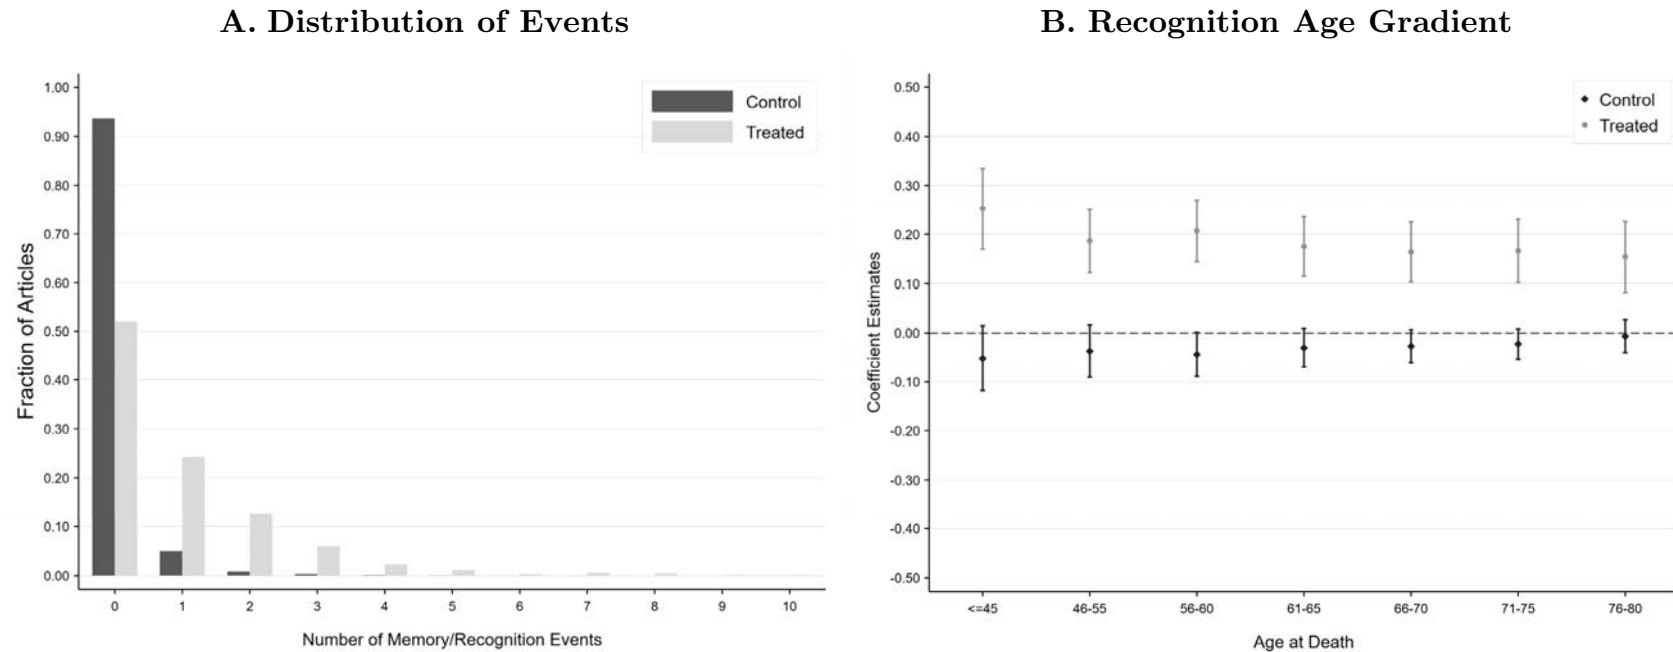 A. Distribution of Events
1.00
0.90
0.80
0.70
0.60
0.50
0.40
0.30
0.20
0.10
0.00
Fraction of Articles
Control
Treated
0 1 2 3 4 5 6 7 8 9 10
Number of Memory/Recognition Events
B. Recognition Age Gradient
0.50
0.40
0.30
0.20
0.10
0.00
-0.10
-0.20
-0.30
-0.40
-0.50
Coefficient Estimates
Control
Treated
<=45 46-55 56-60 61-65 66-70 71-75 76-80
Age at Death